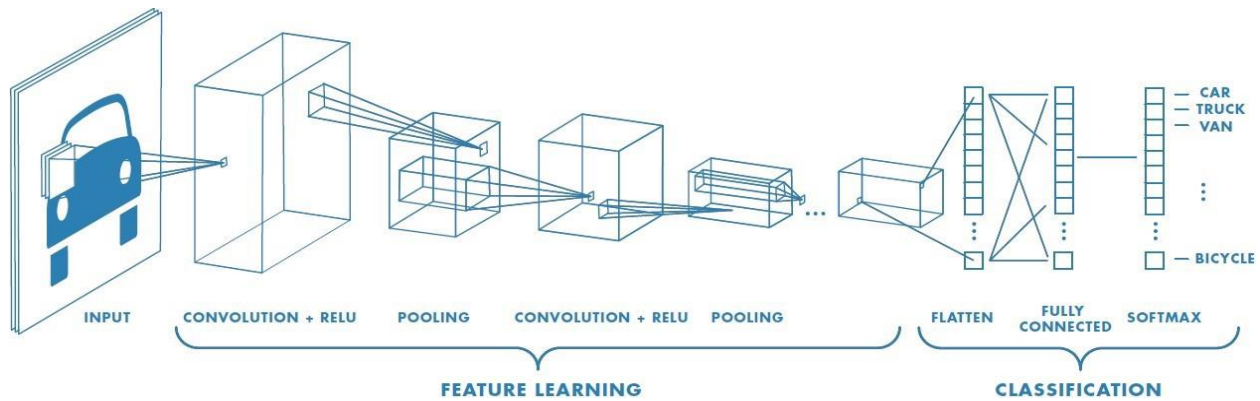 CAR
TRUCK
VAN
BICYCLE
INPUT
CONVOLUTION + RELU
POOLING
CONVOLUTION + RELU
POOLING
FLATTEN
FULLY
CONNECTED
SOFTMAX
FEATURE LEARNING
CLASSIFICATION